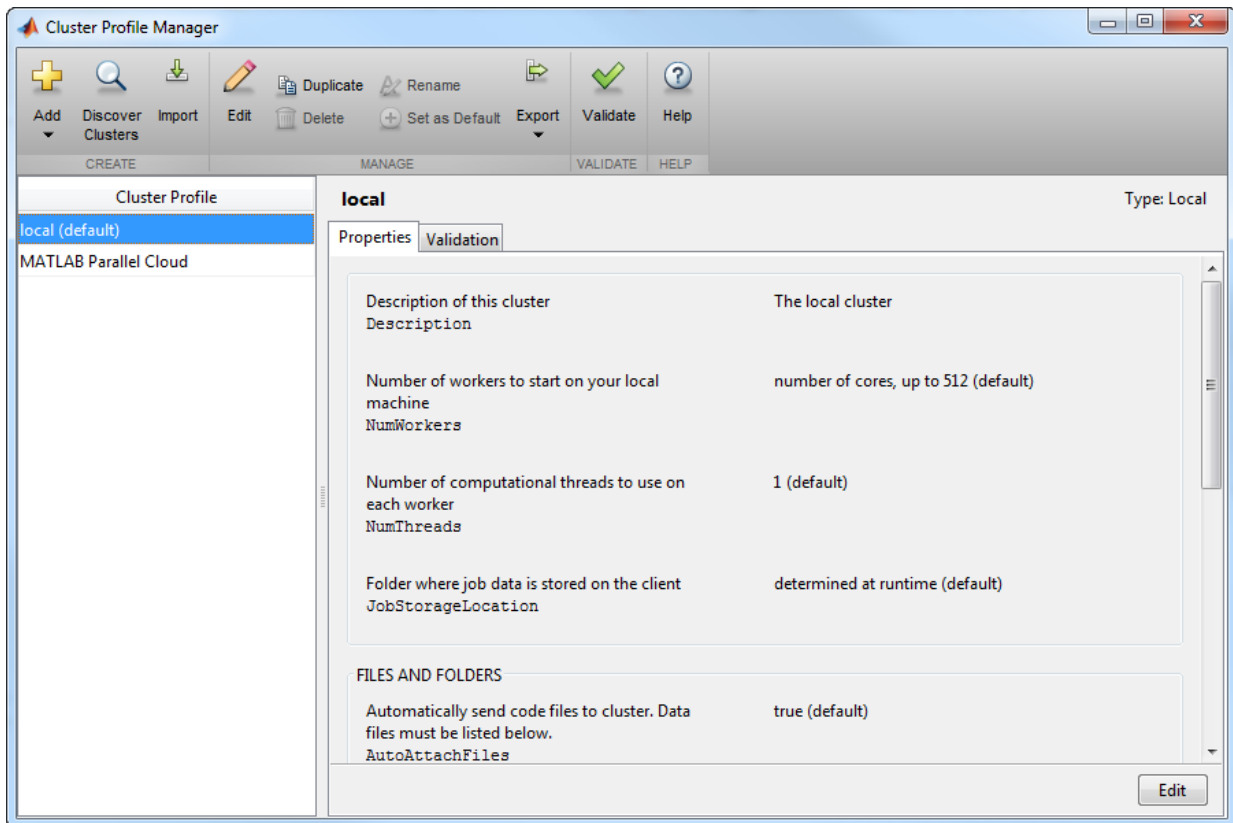 Cluster Profile Manager
Add
Discover
Clusters
Import
CREATE
Edit
Duplicate
Delete
Rename
Set as Default
Export
MANAGE
Validate
VALIDATE
Help
HELP
Cluster Profile
local (default)
MATLAB Parallel Cloud
local
Type: Local
Properties
Validation
Description of this cluster
Description
The local cluster
Number of workers to start on your local
machine
NumWorkers
number of cores, up to 512 (default)
Number of computational threads to use on
each worker
NumThreads
1 (default)
Folder where job data is stored on the client
JobStorageLocation
determined at runtime (default)
FILES AND FOLDERS
Automatically send code files to cluster. Data
files must be listed below.
AutoAttachFiles
true (default)
Edit